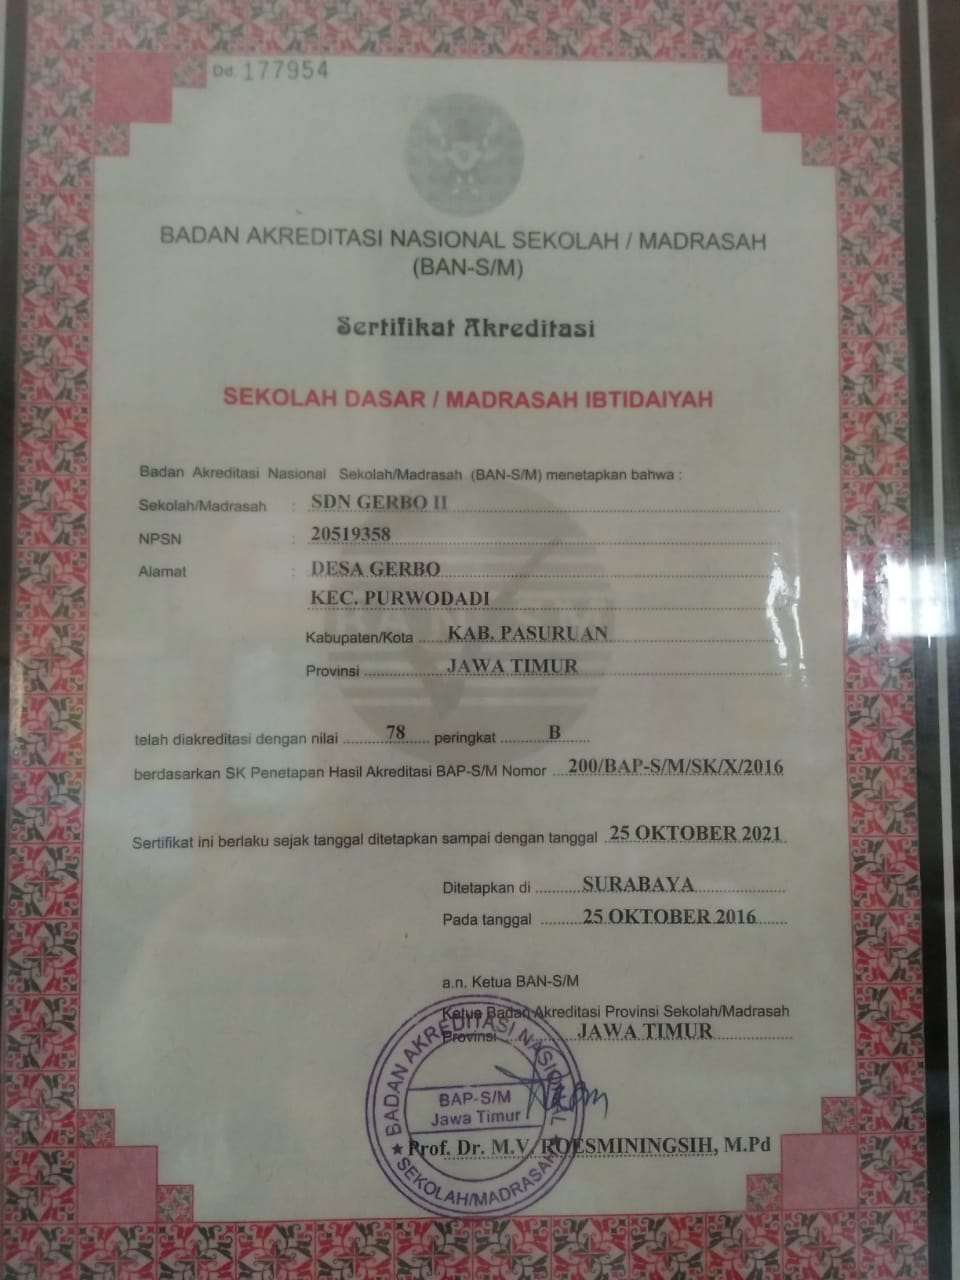 Dd. 177954
BADAN AKREDITASI NASIONAL SEKOLAH / MADRASAH
(BAN-S/M)
Sertifikat Akreditasi
SEKOLAH DASAR / MADRASAH IBTIDAIYAH
Badan Akreditasi Nasional Sekolah/Madrasah (BAN-S/M) menetapkan bahwa :
Sekolah/Madrasah : SDN GERBO II
NPSN : 20519358
Alamat : DESA GERBO
KEC. PURWODADI
Kabupaten/Kota KAB. PASURUAN
Provinsi JAWA TIMUR
telah diakreditasi dengan nilai 78 peringkat B
berdasarkan SK Penetapan Hasil Akreditasi BAP-S/M Nomor 200/BAP-S/M/SK/X/2016
Sertifikat ini berlaku sejak tanggal ditetapkan sampai dengan tanggal 25 OKTOBER 2021
Ditetapkan di SURABAYA
Pada tanggal 25 OKTOBER 2016
a.n. Ketua BAN-S/M
Ketua Badan Akreditasi Provinsi Sekolah/Madrasah
Provinsi JAWA TIMUR
BADAN AKREDITASI NASIONAL
BAP-S/M
Jawa Timur
SEKOLAH/MADRASAH
Prof. Dr. M.V. ROESMININGSIH, M.Pd